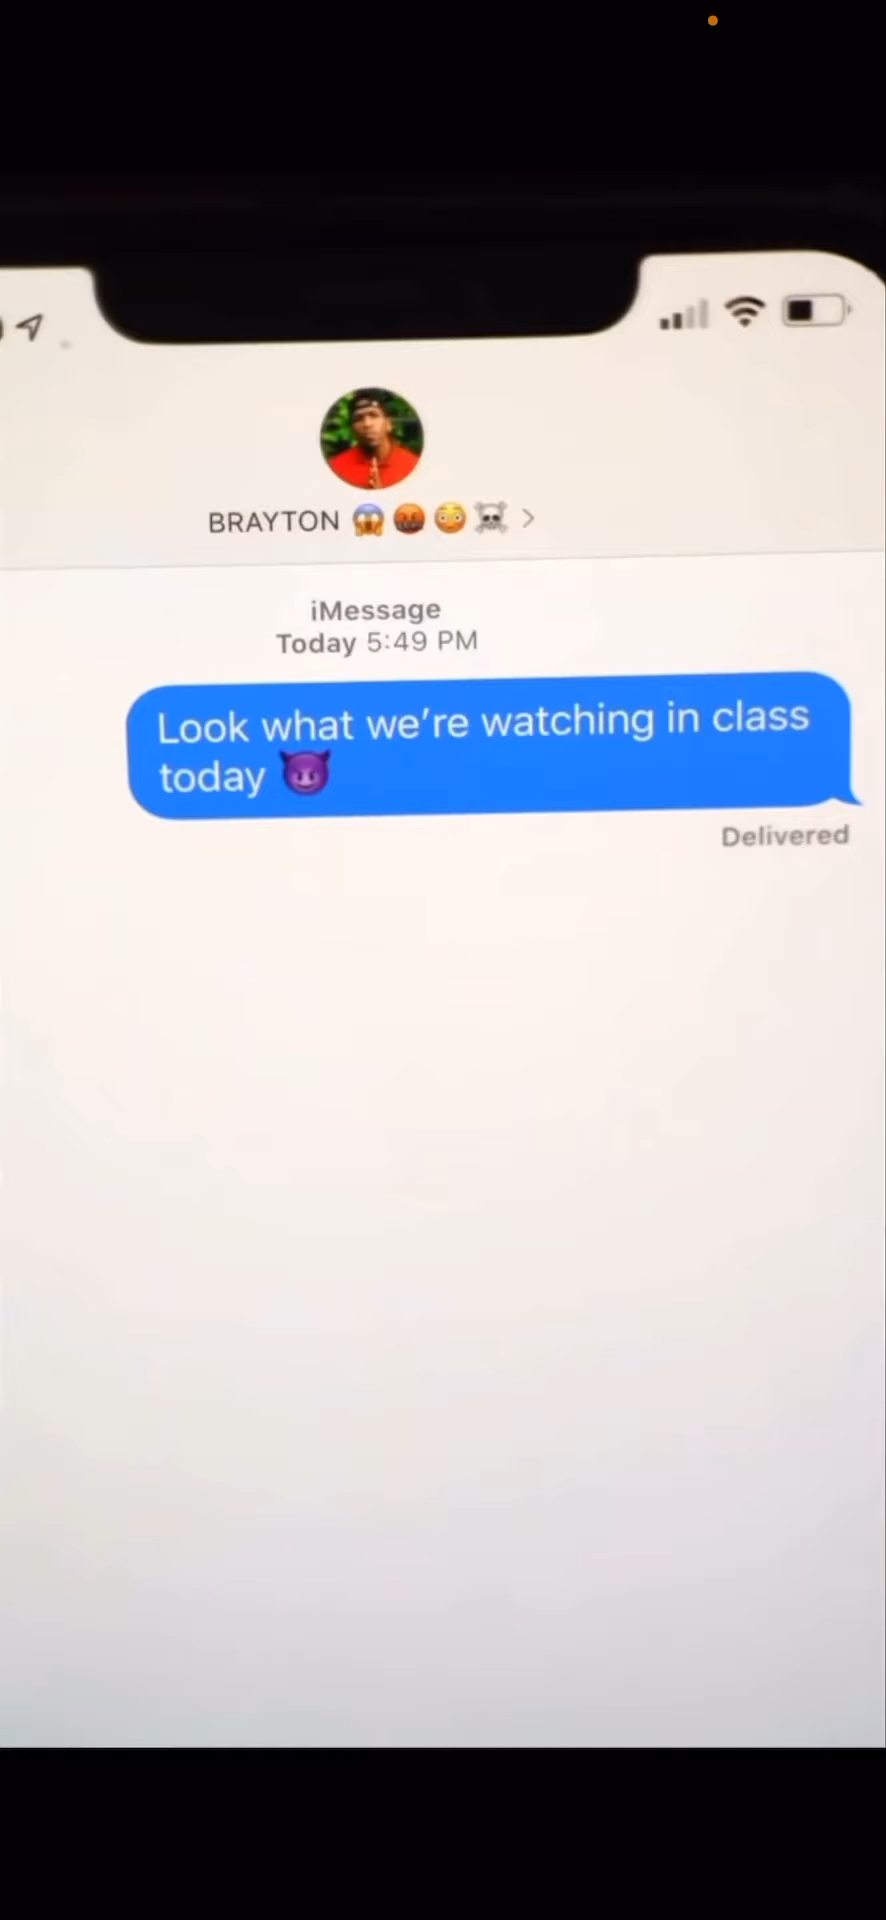 BRAYTON 😱🤬😳☠️
iMessage
Today 5:49 PM
Look what we’re watching in class
today 😈
Delivered